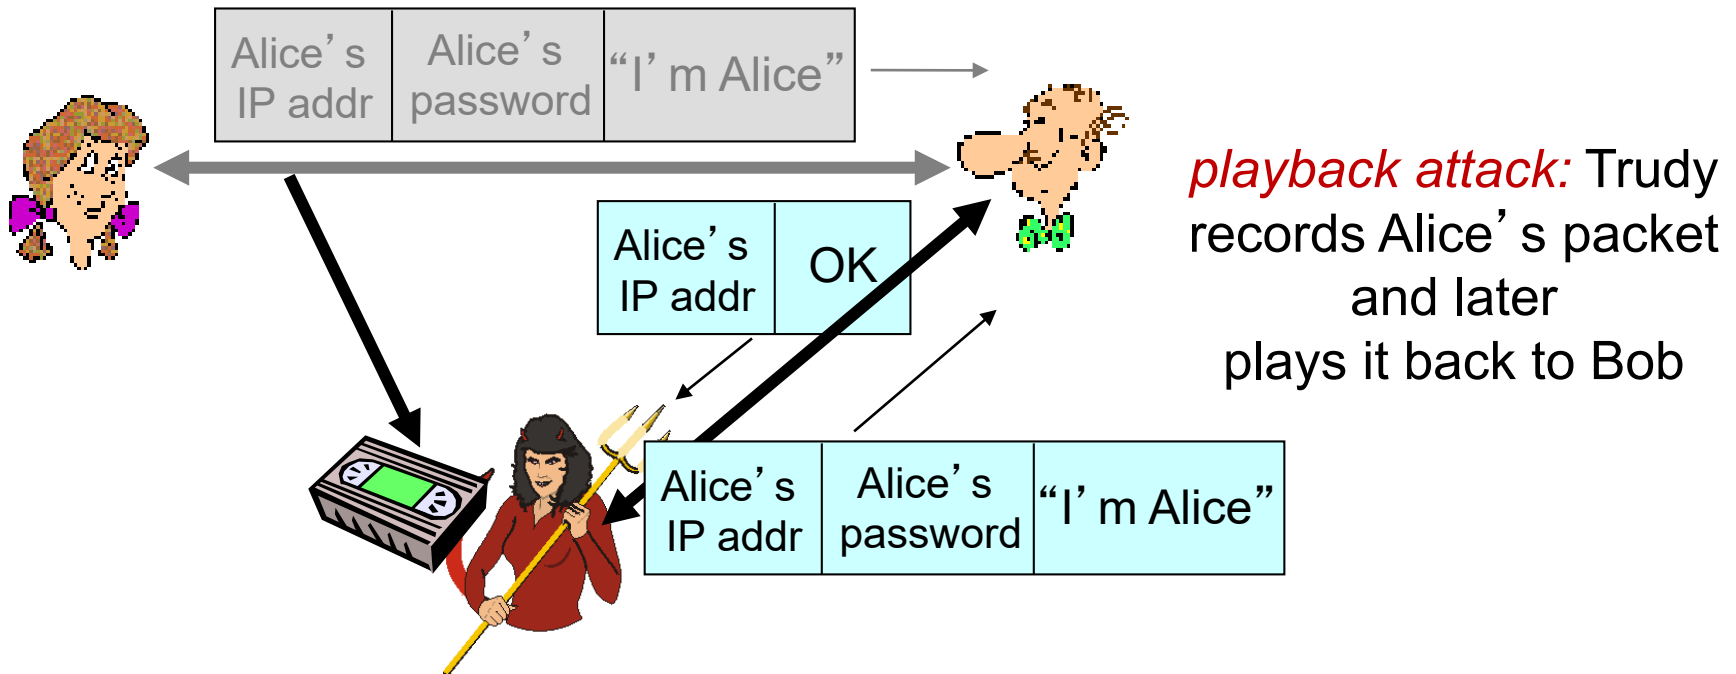 Alice’s
IP addr
Alice’s
password
“I’m Alice”
playback attack: Trudy
records Alice’s packet
and later
plays it back to Bob
Alice’s
IP addr
OK
Alice’s
IP addr
Alice’s
password
“I’m Alice”